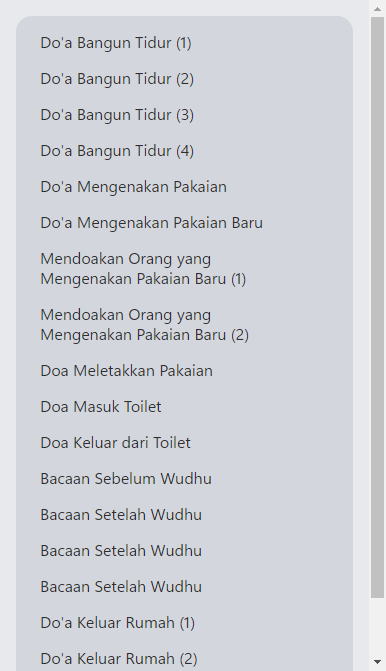 Do'a Bangun Tidur (1)
Do'a Bangun Tidur (2)
Do'a Bangun Tidur (3)
Do'a Bangun Tidur (4)
Do'a Mengenakan Pakaian
Do'a Mengenakan Pakaian Baru
Mendoakan Orang yang
Mengenakan Pakaian Baru (1)
Mendoakan Orang yang
Mengenakan Pakaian Baru (2)
Doa Meletakkan Pakaian
Doa Masuk Toilet
Doa Keluar dari Toilet
Bacaan Sebelum Wudhu
Bacaan Setelah Wudhu
Bacaan Setelah Wudhu
Bacaan Setelah Wudhu
Do'a Keluar Rumah (1)
Do'a Keluar Rumah (2)